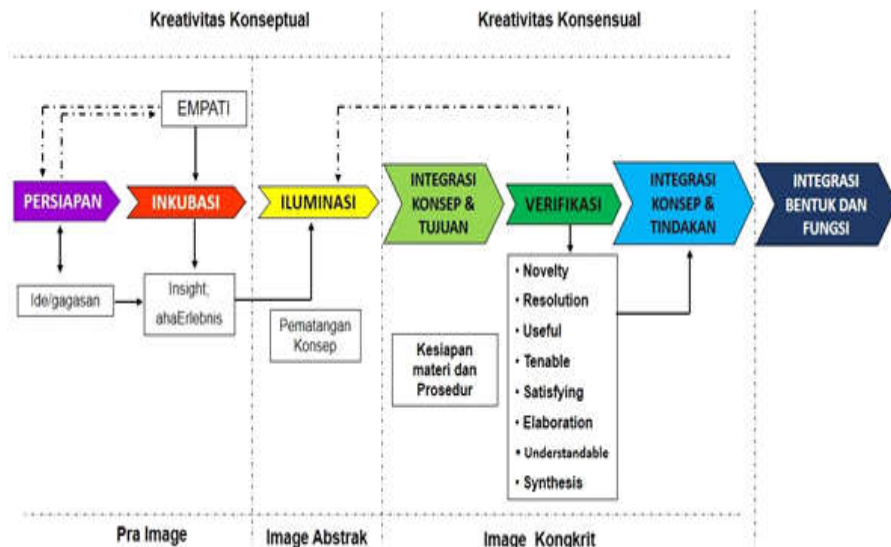 Kreativitas Konseptual
Kreativitas Konsensual
EMPATI
PERSIAPAN
INKUBASI
ILUMINASI
INTEGRASI
KONSEP &
TUJUAN
VERIFIKASI
INTEGRASI
KONSEP &
TINDAKAN
INTEGRASI
BENTUK DAN
FUNGSI
Ide/gagasan
Insight;
ahaErlebnis
Pematangan
Konsep
Kesiapan
materi dan
Prosedur
• Novelty
• Resolution
• Useful
• Tenable
• Satisfying
• Elaboration
• Understandable
• Synthesis
Pra Image
Image Abstrak
Image Kongkrit